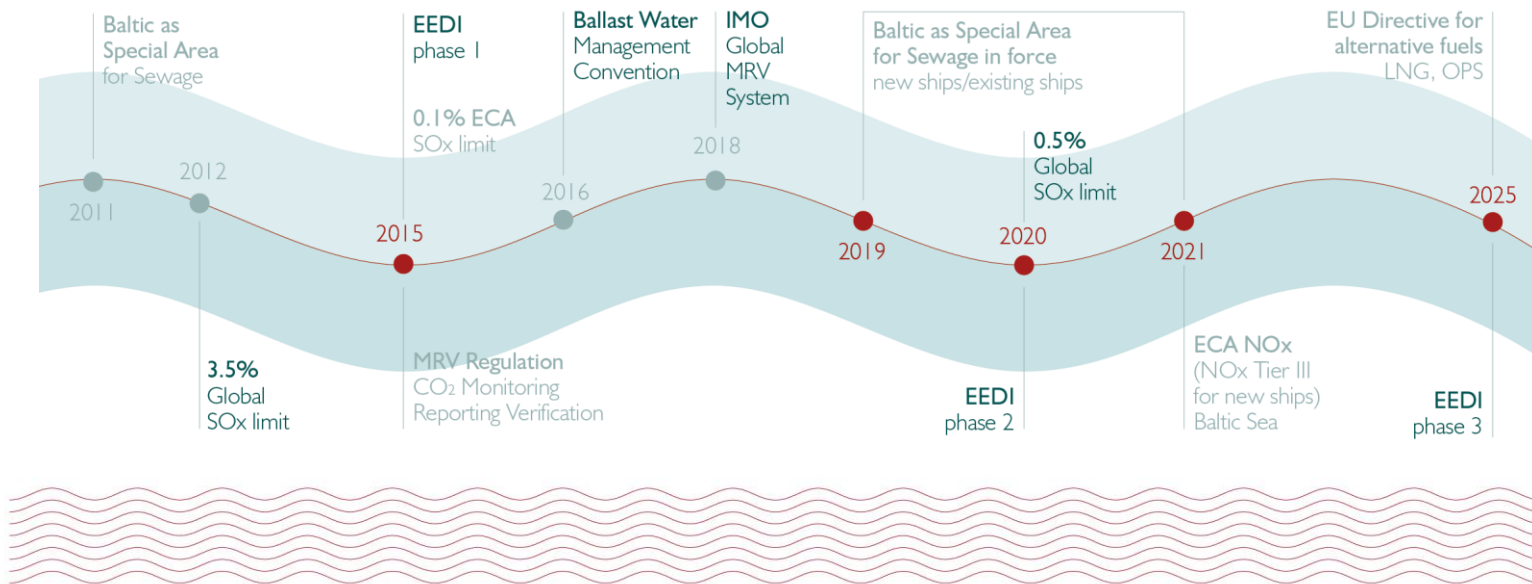 Baltic as
Special Area
for Sewage
2011
2012
3.5%
Global
SOx limit
EEDI
phase 1
0.1% ECA
SOx limit
2015
MRV Regulation
CO₂ Monitoring
Reporting Verification
Ballast Water
Management
Convention
2016
IMO
Global
MRV
System
2018
Baltic as Special Area
for Sewage in force
new ships/existing ships
2019
0.5%
Global
SOx limit
2020
EEDI
phase 2
2021
ECA NOx
(NOx Tier III
for new ships)
Baltic Sea
EU Directive for
alternative fuels
LNG, OPS
2025
EEDI
phase 3